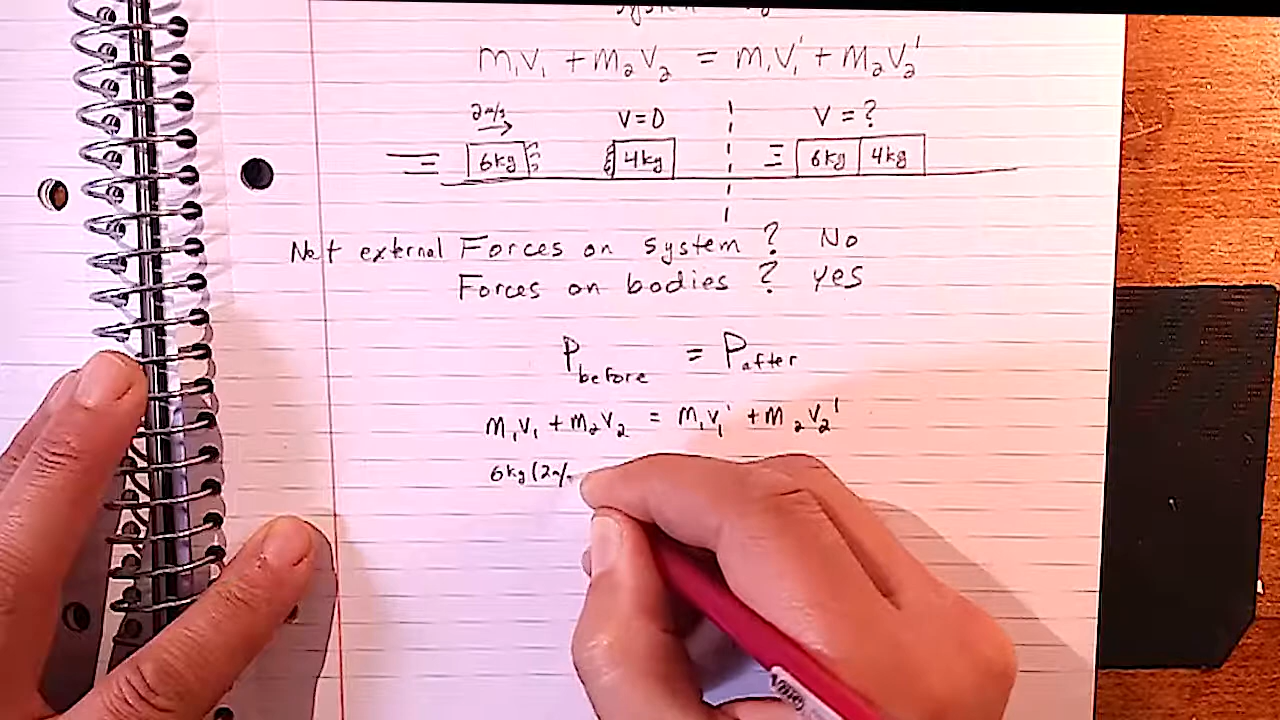 m₁v₁ + m₂v₂ = m₁v₁' + m₂v₂'
2m/s V=0 V = ?
6kg 4kg 6kg 4kg
Net external Forces on system ? No
Forces on bodies ? Yes
P before = P after
m₁v₁ + m₂v₂ = m₁v₁' + m₂v₂'
6kg (2m/